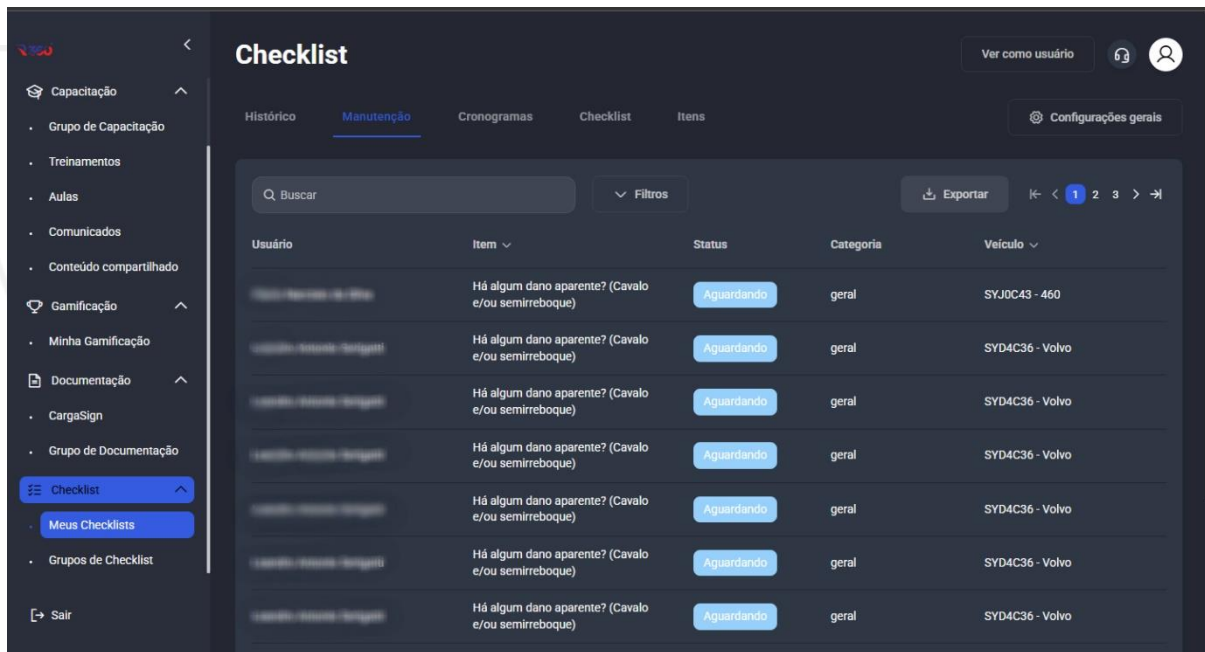 Checklist
Ver como usuário
Capacitação
Grupo de Capacitação
Treinamentos
Aulas
Comunicados
Conteúdo compartilhado
Gamificação
Minha Gamificação
Documentação
CargaSign
Grupo de Documentação
Checklist
Meus Checklists
Grupos de Checklist
Sair
Histórico Manutenção Cronogramas Checklist Itens
Configurações gerais
Buscar
Filtros
Exportar
1 2 3
Usuário Item Status Categoria Veículo
Há algum dano aparente? (Cavalo
e/ou semirreboque)
Aguardando geral SYJ0C43 - 460
Há algum dano aparente? (Cavalo
e/ou semirreboque)
Aguardando geral SYD4C36 - Volvo
Há algum dano aparente? (Cavalo
e/ou semirreboque)
Aguardando geral SYD4C36 - Volvo
Há algum dano aparente? (Cavalo
e/ou semirreboque)
Aguardando geral SYD4C36 - Volvo
Há algum dano aparente? (Cavalo
e/ou semirreboque)
Aguardando geral SYD4C36 - Volvo
Há algum dano aparente? (Cavalo
e/ou semirreboque)
Aguardando geral SYD4C36 - Volvo
Há algum dano aparente? (Cavalo
e/ou semirreboque)
Aguardando geral SYD4C36 - Volvo